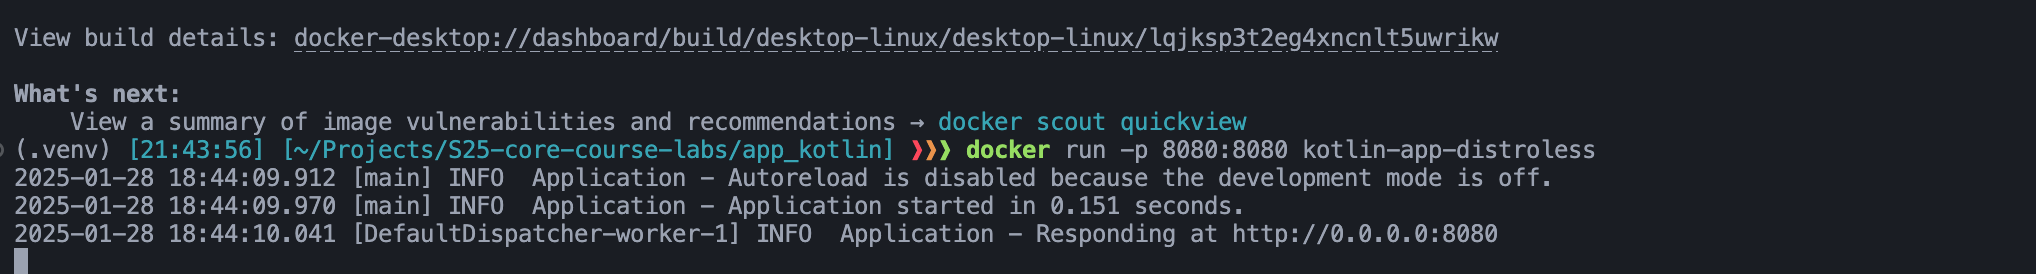 View build details: docker-desktop://dashboard/build/desktop-linux/desktop-linux/lqjksp3t2eg4xncnlt5uwrikw
What's next:
View a summary of image vulnerabilities and recommendations → docker scout quickview
(.venv) [21:43:56] [~/Projects/S25-core-course-labs/app_kotlin] ❯❯❯ docker run -p 8080:8080 kotlin-app-distroless
2025-01-28 18:44:09.912 [main] INFO  Application - Autoreload is disabled because the development mode is off.
2025-01-28 18:44:09.970 [main] INFO  Application - Application started in 0.151 seconds.
2025-01-28 18:44:10.041 [DefaultDispatcher-worker-1] INFO  Application - Responding at http://0.0.0.0:8080